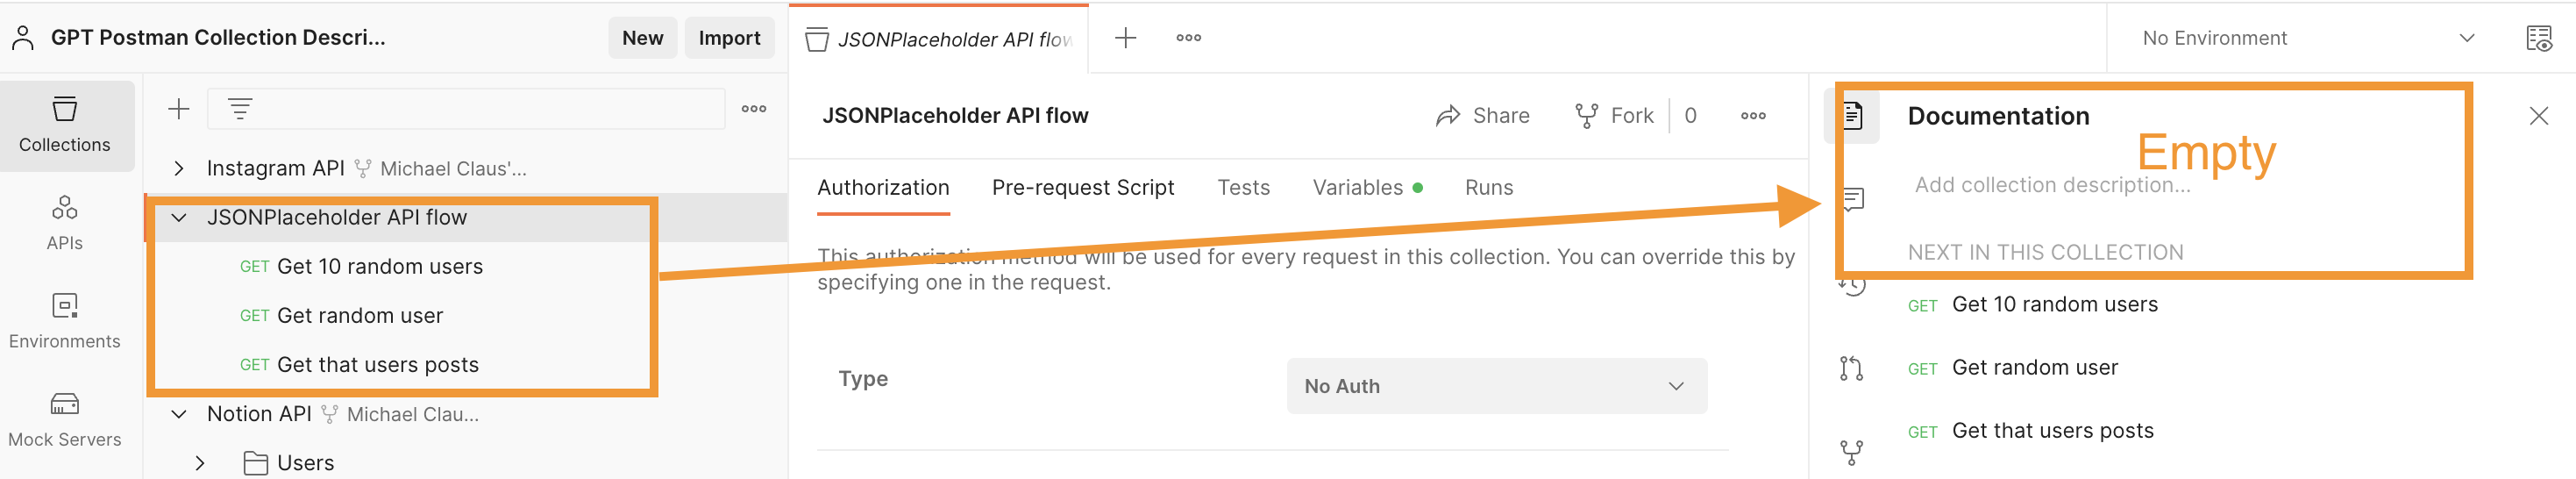 GPT Postman Collection Descri...
New
Import
JSONPlaceholder API flow
No Environment
Collections
APIs
Environments
Mock Servers
Instagram API Michael Claus'...
JSONPlaceholder API flow
GET Get 10 random users
GET Get random user
GET Get that users posts
Notion API Michael Clau...
Users
JSONPlaceholder API flow
Share
Fork 0
Authorization Pre-request Script Tests Variables Runs
This authorization method will be used for every request in this collection. You can override this by
specifying one in the request.
Type
No Auth
Documentation
Empty
Add collection description...
NEXT IN THIS COLLECTION
GET Get 10 random users
GET Get random user
GET Get that users posts